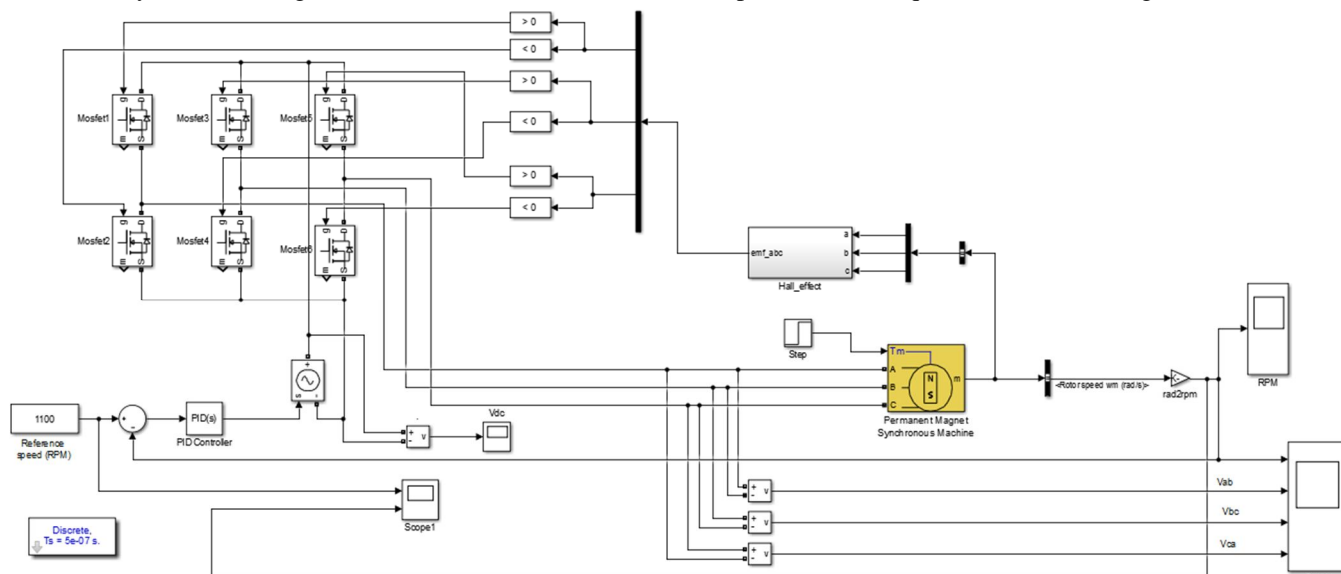 > 0
< 0
> 0
< 0
> 0
< 0
g
D
g
D
g
D
Mosfet1
Mosfet3
Mosfet5
m
S
m
S
m
S
g
D
g
D
g
D
Mosfet2
Mosfet4
Mosfet6
m
S
m
S
m
S
emf_abc
a
b
c
Hall_effect
Step
Tm
A
B
C
N
S
m
Permanent Magnet
Synchronous Machine
<Rotor speed wm (rad/s)>
K-
rad2rpm
RPM
1100
Reference
speed (RPM)
+
-
PID(s)
PID Controller
s
+
-
+
-
v
Vdc
Scope1
+
-
v
Vab
+
-
v
Vbc
+
-
v
Vca
Discrete,
Ts = 5e-07 s.